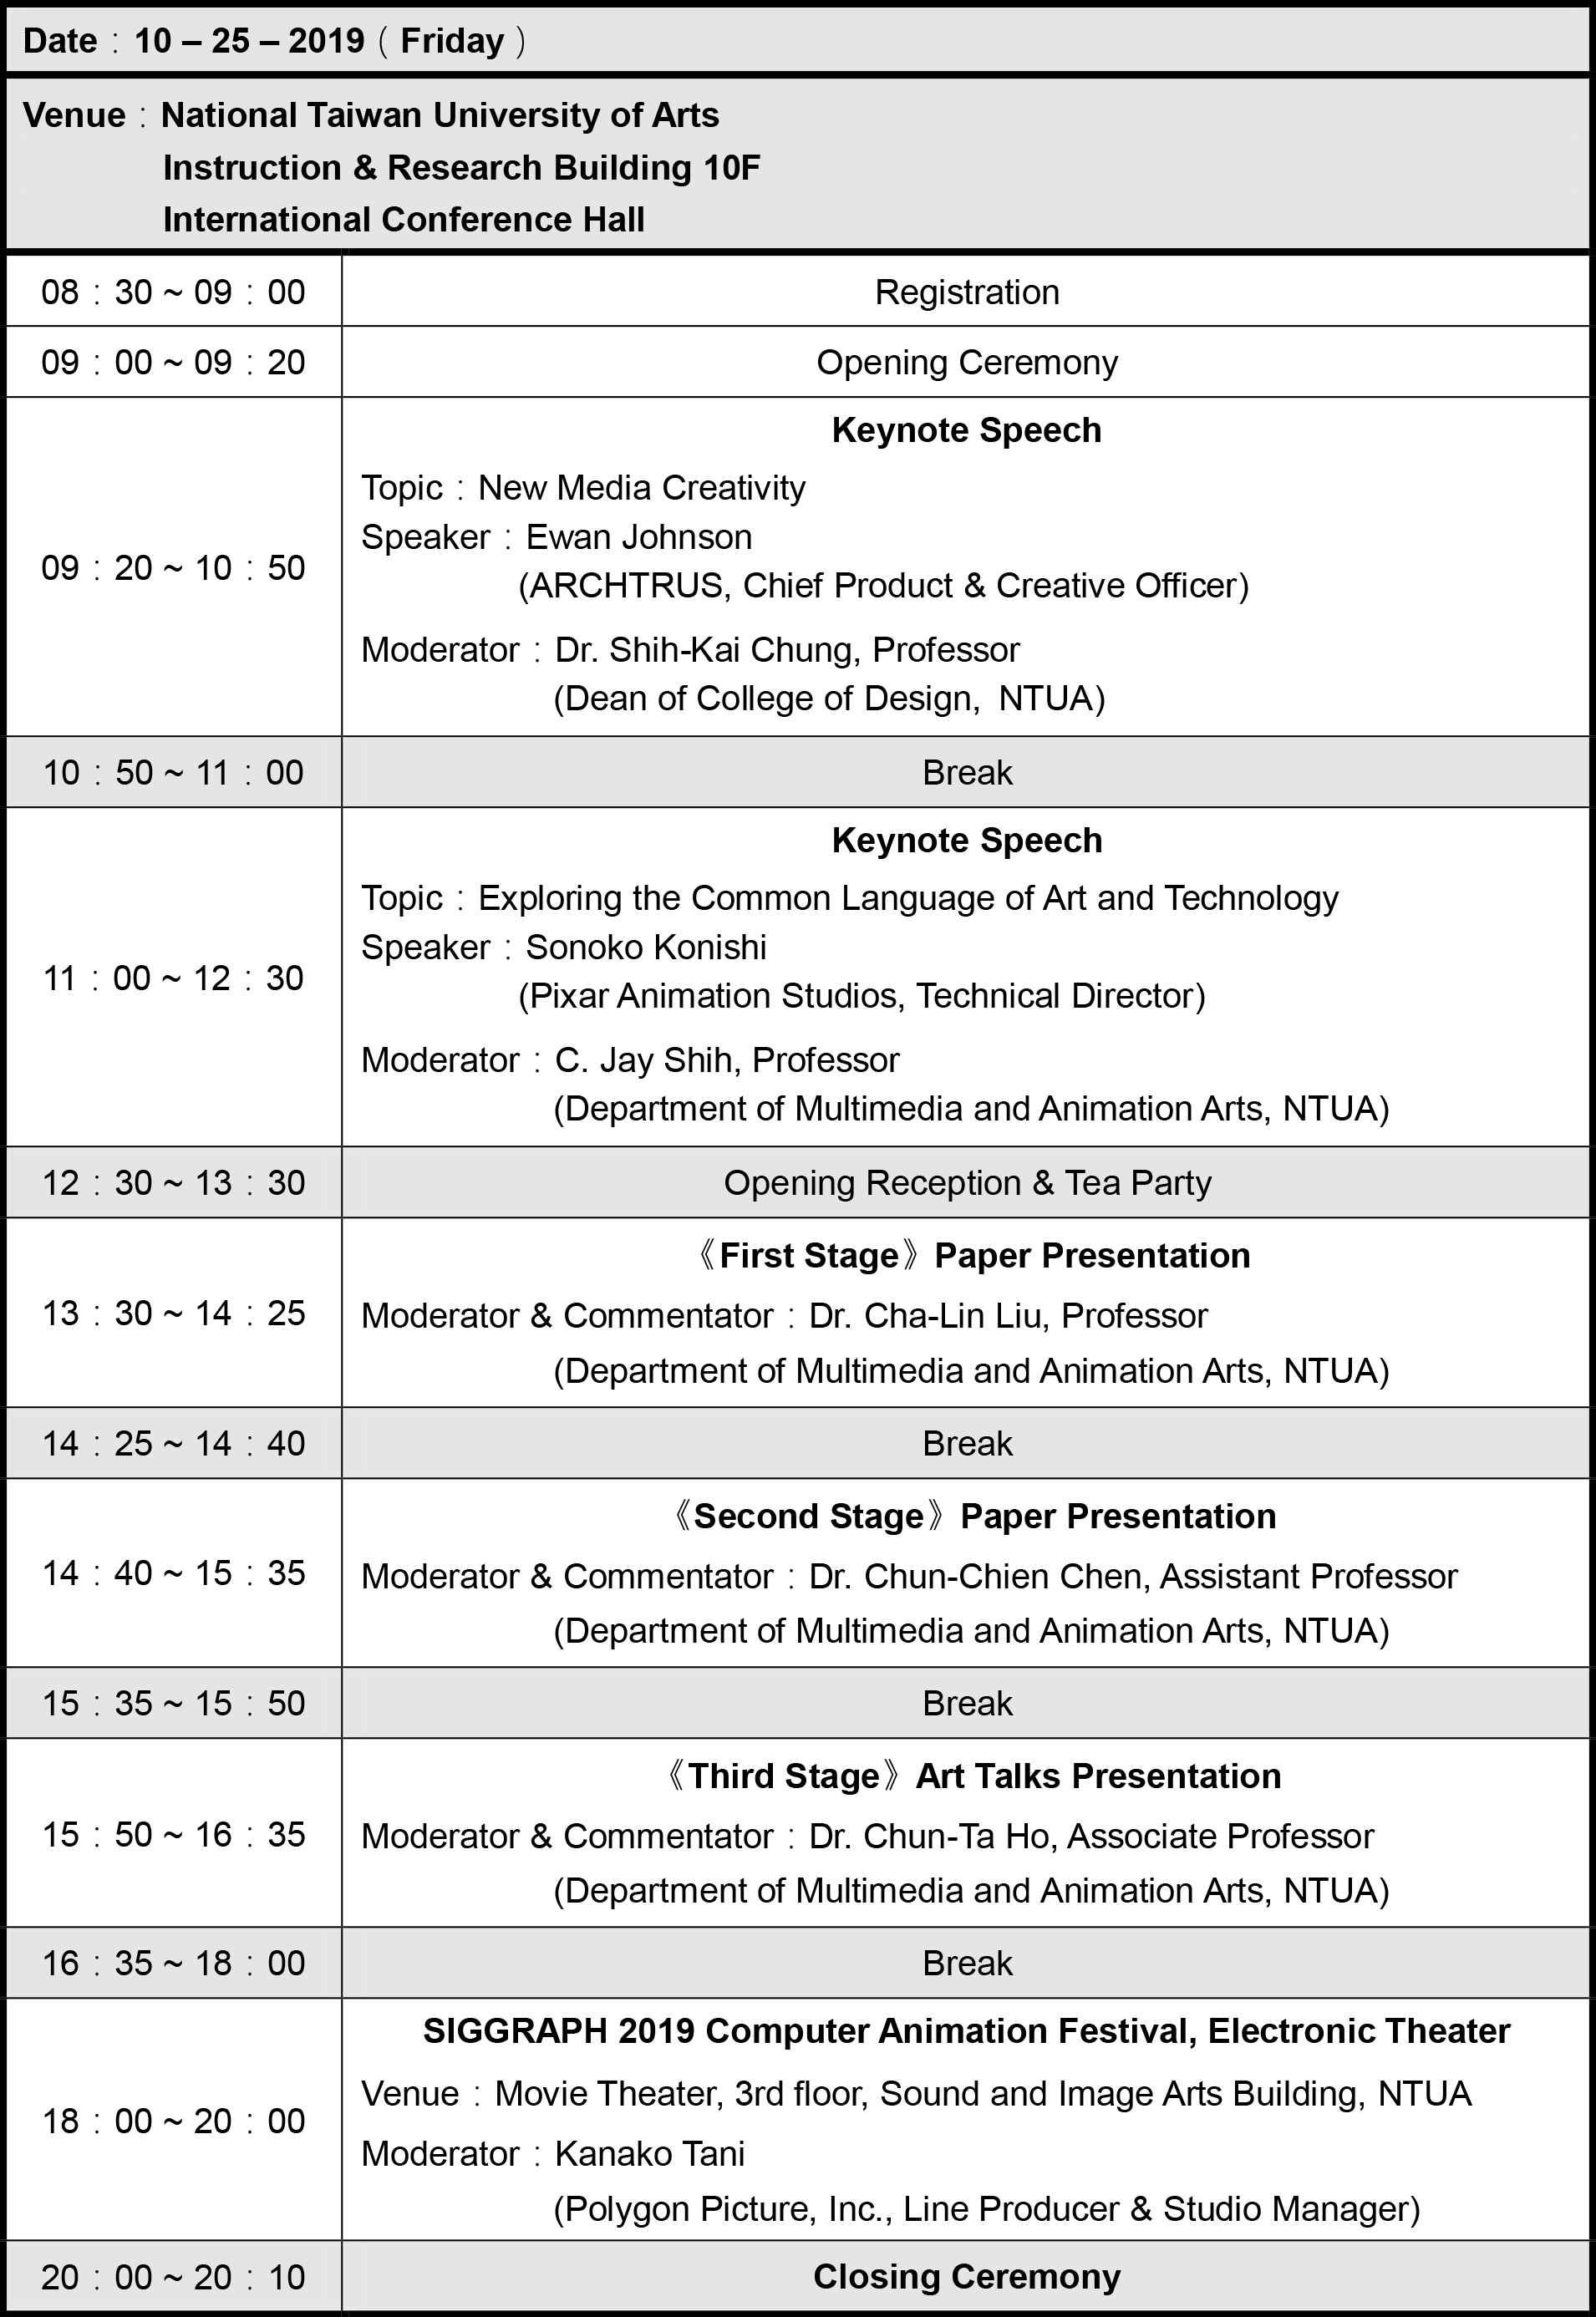 Date：10 – 25 – 2019（Friday）
Venue：National Taiwan University of Arts
Instruction & Research Building 10F
International Conference Hall
08：30 ~ 09：00 Registration
09：00 ~ 09：20 Opening Ceremony
Keynote Speech
Topic：New Media Creativity
Speaker：Ewan Johnson
09：20 ~ 10：50
(ARCHTRUS, Chief Product & Creative Officer)
Moderator：Dr. Shih-Kai Chung, Professor
(Dean of College of Design, NTUA)
10：50 ~ 11：00 Break
Keynote Speech
Topic：Exploring the Common Language of Art and Technology
Speaker：Sonoko Konishi
11：00 ~ 12：30
(Pixar Animation Studios, Technical Director)
Moderator：C. Jay Shih, Professor
(Department of Multimedia and Animation Arts, NTUA)
12：30 ~ 13：30 Opening Reception & Tea Party
《First Stage》Paper Presentation
13：30 ~ 14：25 Moderator & Commentator：Dr. Cha-Lin Liu, Professor
(Department of Multimedia and Animation Arts, NTUA)
14：25 ~ 14：40 Break
《Second Stage》Paper Presentation
14：40 ~ 15：35 Moderator & Commentator：Dr. Chun-Chien Chen, Assistant Professor
(Department of Multimedia and Animation Arts, NTUA)
15：35 ~ 15：50 Break
《Third Stage》Art Talks Presentation
15：50 ~ 16：35 Moderator & Commentator：Dr. Chun-Ta Ho, Associate Professor
(Department of Multimedia and Animation Arts, NTUA)
16：35 ~ 18：00 Break
SIGGRAPH 2019 Computer Animation Festival, Electronic Theater
Venue：Movie Theater, 3rd floor, Sound and Image Arts Building, NTUA
18：00 ~ 20：00
Moderator：Kanako Tani
(Polygon Picture, Inc., Line Producer & Studio Manager)
20：00 ~ 20：10 Closing Ceremony